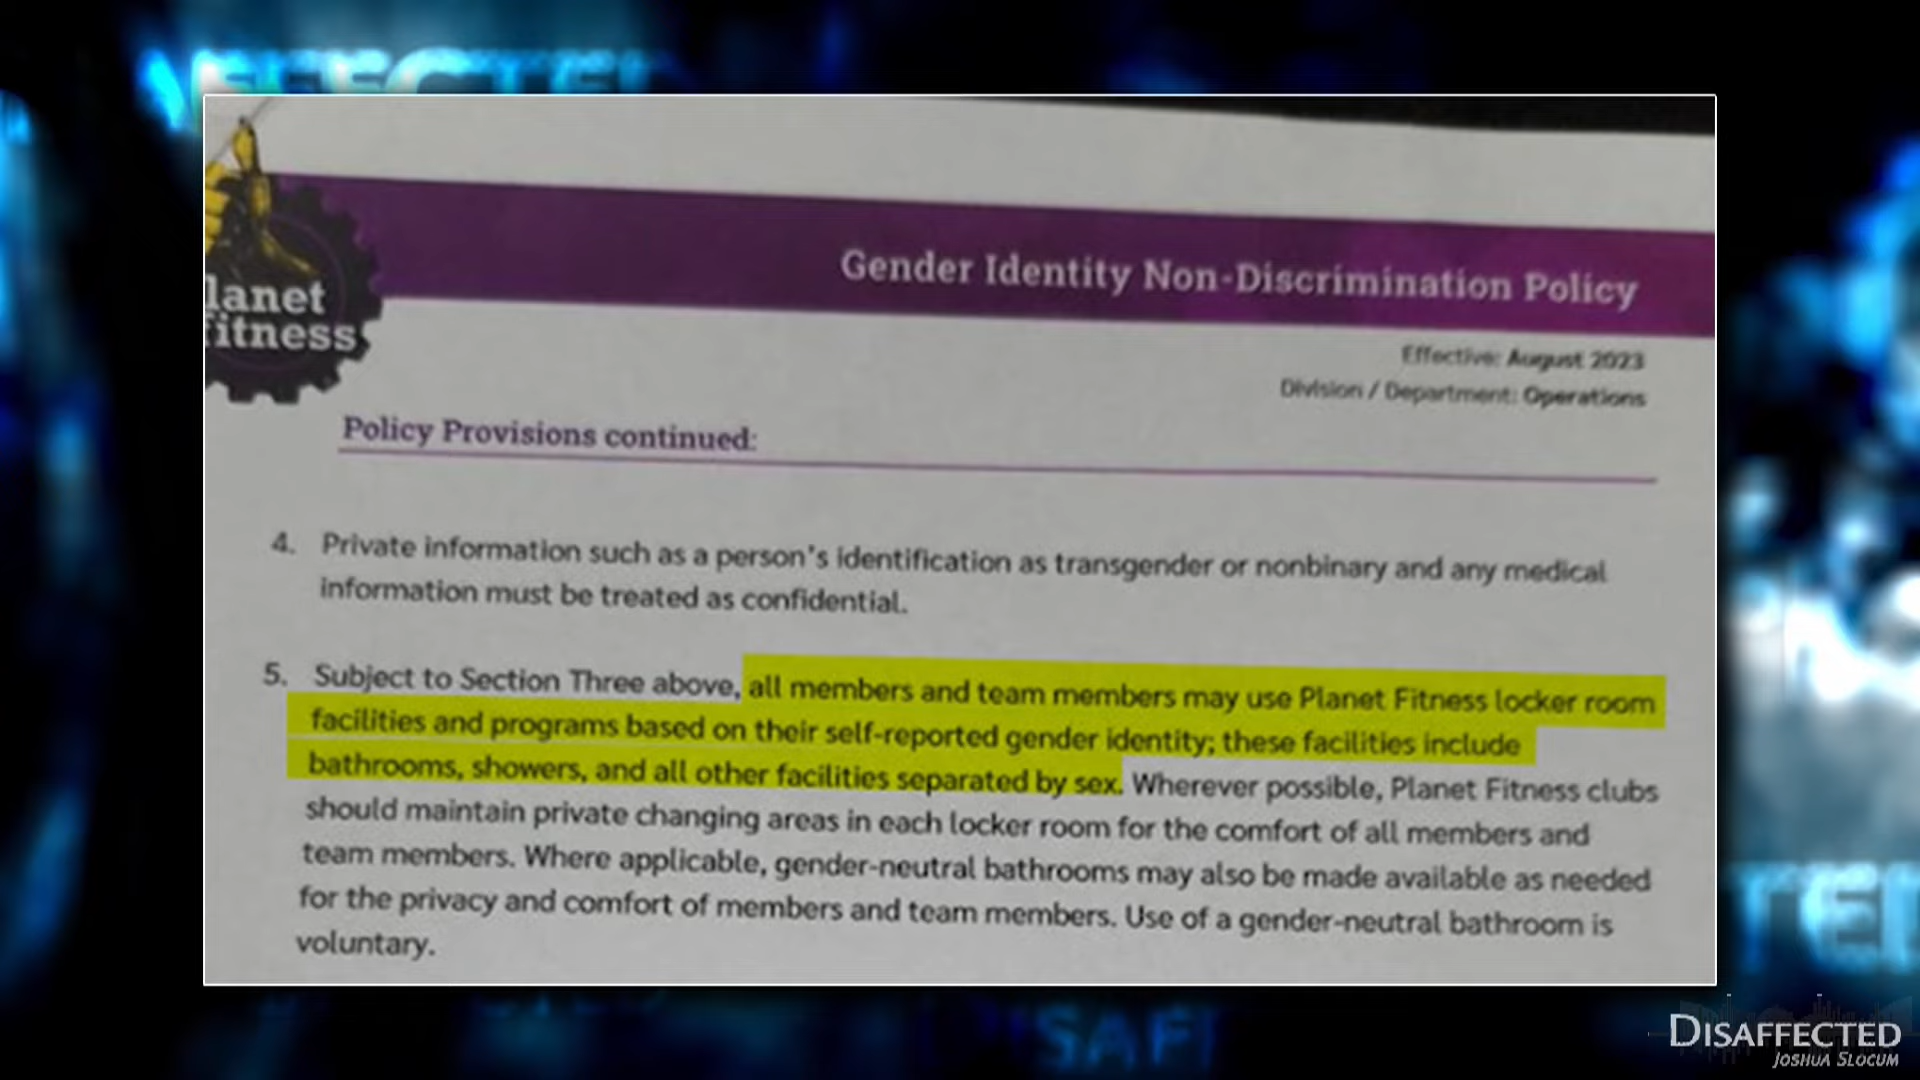 lanet
fitness
Gender Identity Non-Discrimination Policy
Effective: August 2023
Division / Department: Operations
Policy Provisions continued:
4. Private information such as a person's identification as transgender or nonbinary and any medical
information must be treated as confidential.
5. Subject to Section Three above, all members and team members may use Planet Fitness locker room
facilities and programs based on their self-reported gender identity; these facilities include
bathrooms, showers, and all other facilities separated by sex. Wherever possible, Planet Fitness clubs
should maintain private changing areas in each locker room for the comfort of all members and
team members. Where applicable, gender-neutral bathrooms may also be made available as needed
for the privacy and comfort of members and team members. Use of a gender-neutral bathroom is
voluntary.
DISAFFECTED
JOSHUA SLOCUM